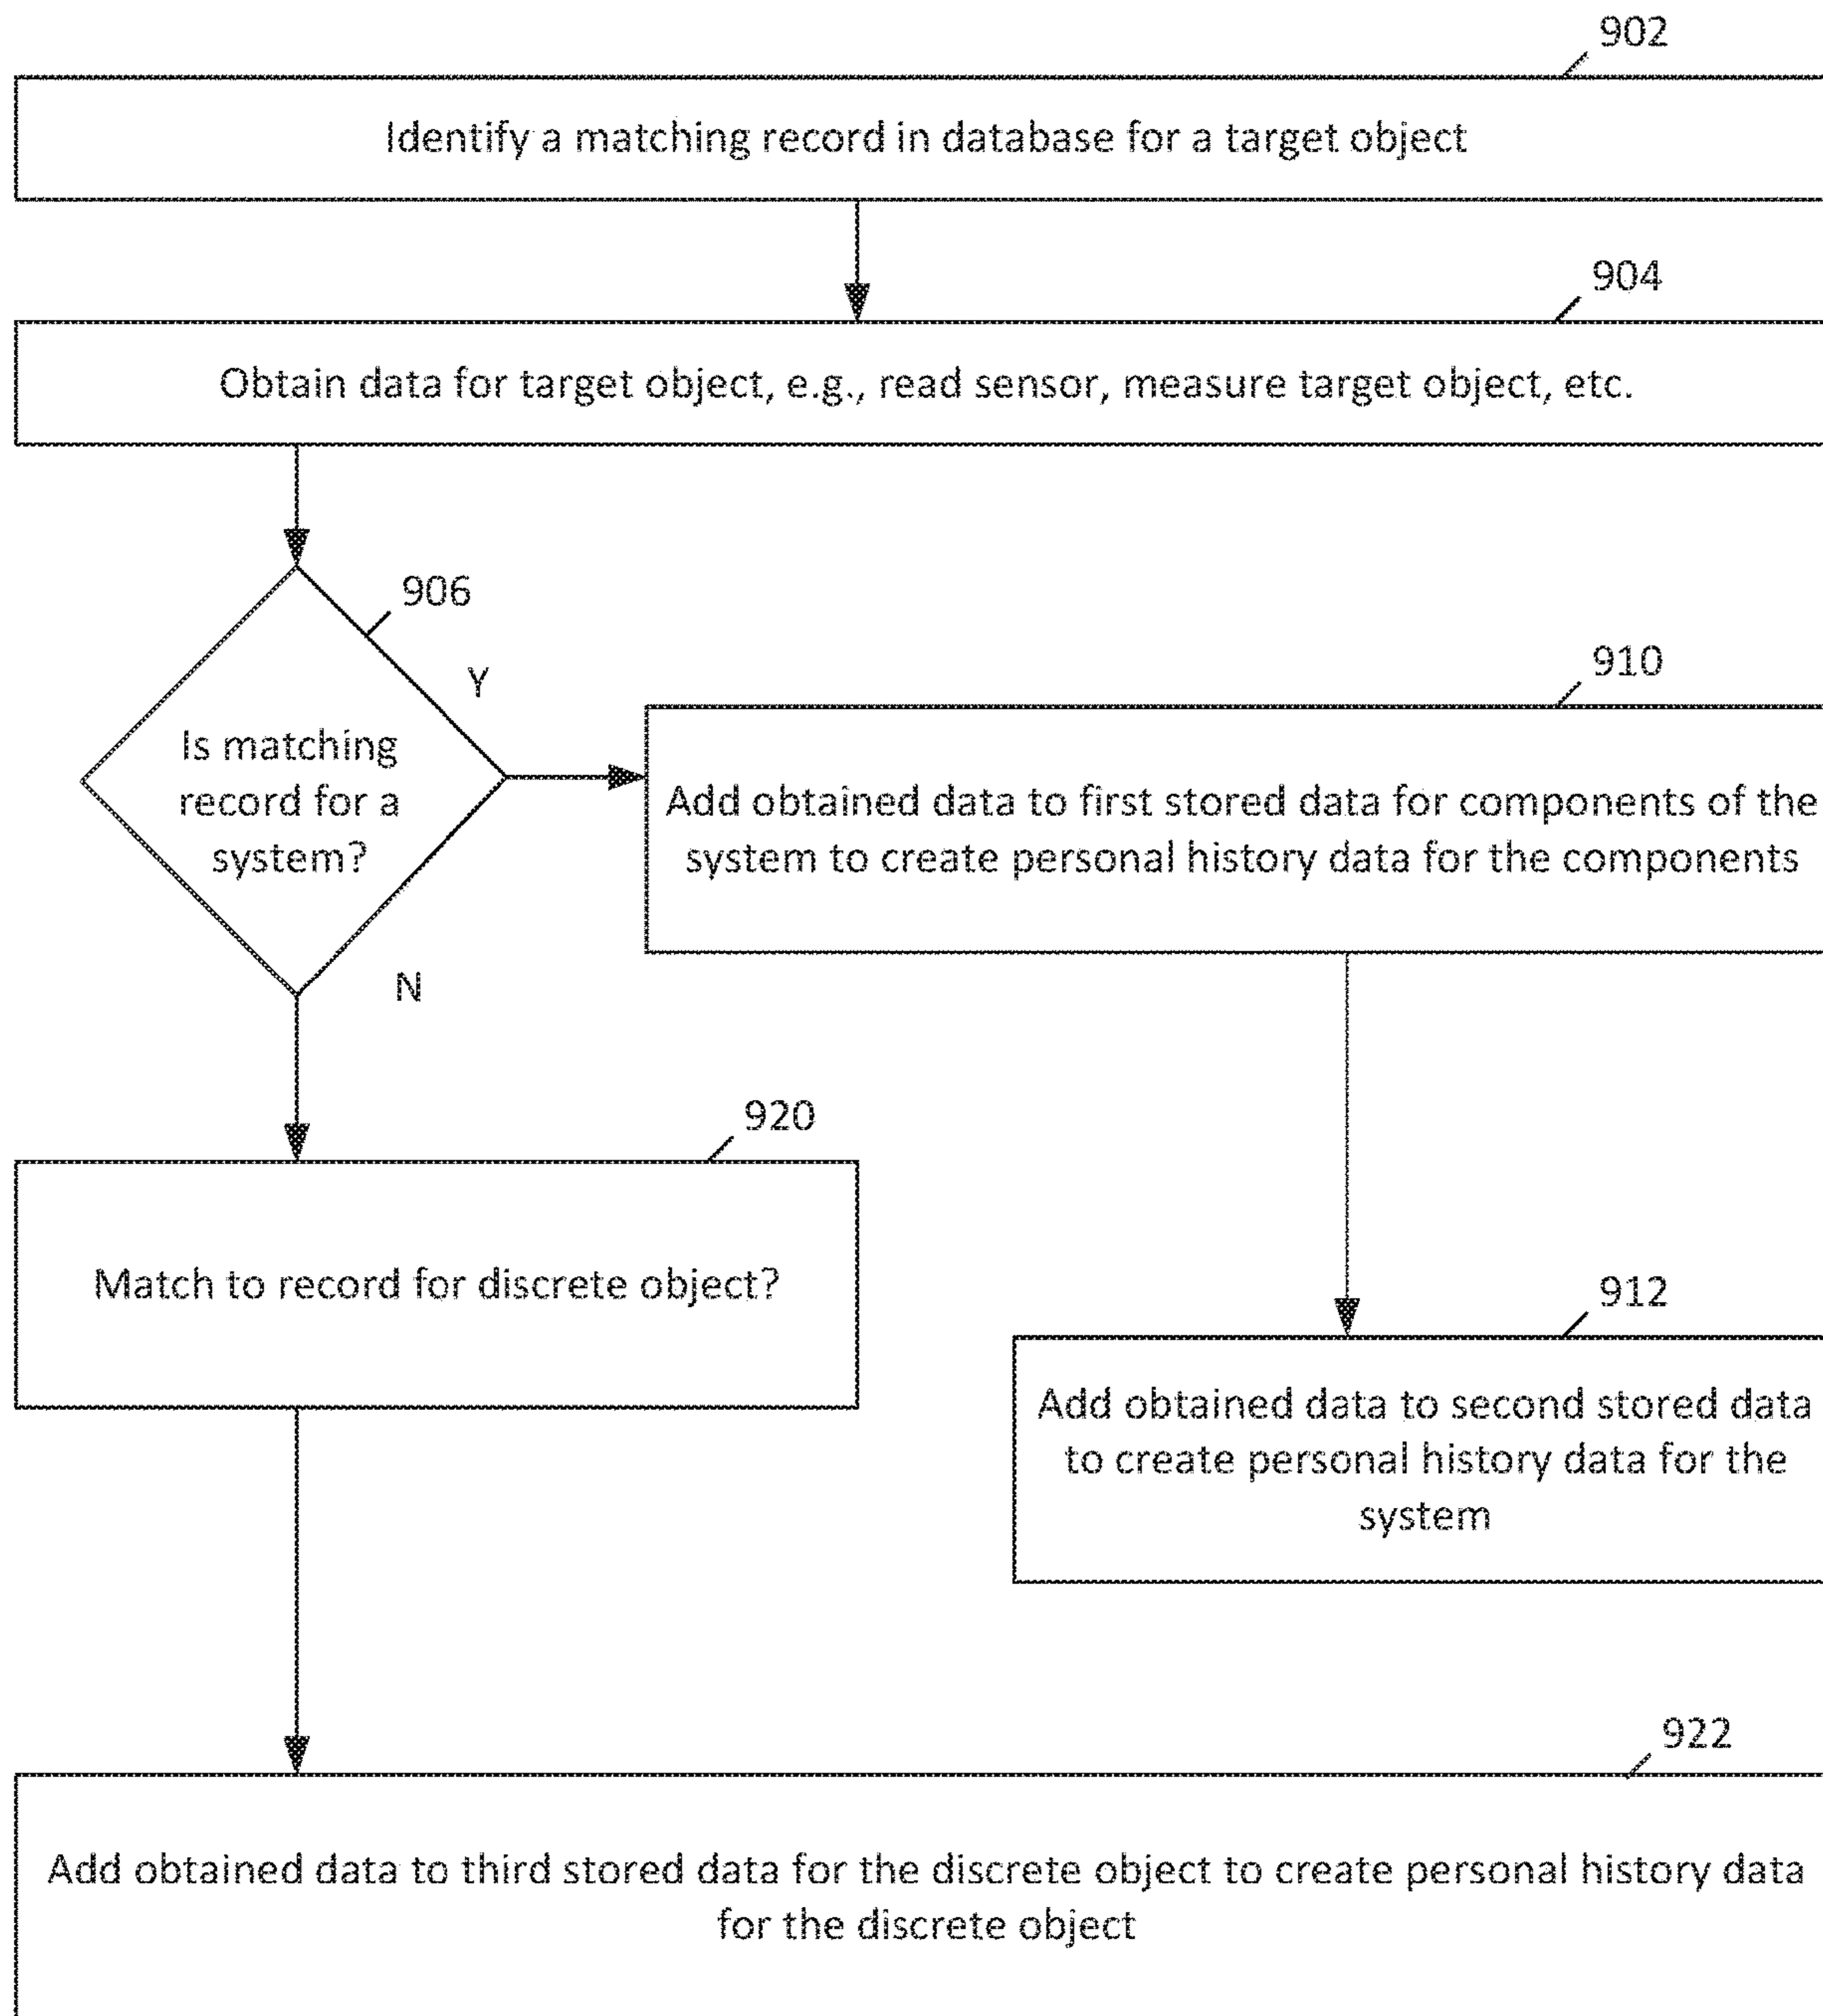 902
Identify a matching record in database for a target object
904
Obtain data for target object, e.g., read sensor, measure target object, etc.
906
Y
Is matching
record for a
system?
N
910
Add obtained data to first stored data for components of the
system to create personal history data for the components
920
Match to record for discrete object?
912
Add obtained data to second stored data
to create personal history data for the
system
922
Add obtained data to third stored data for the discrete object to create personal history data
for the discrete object